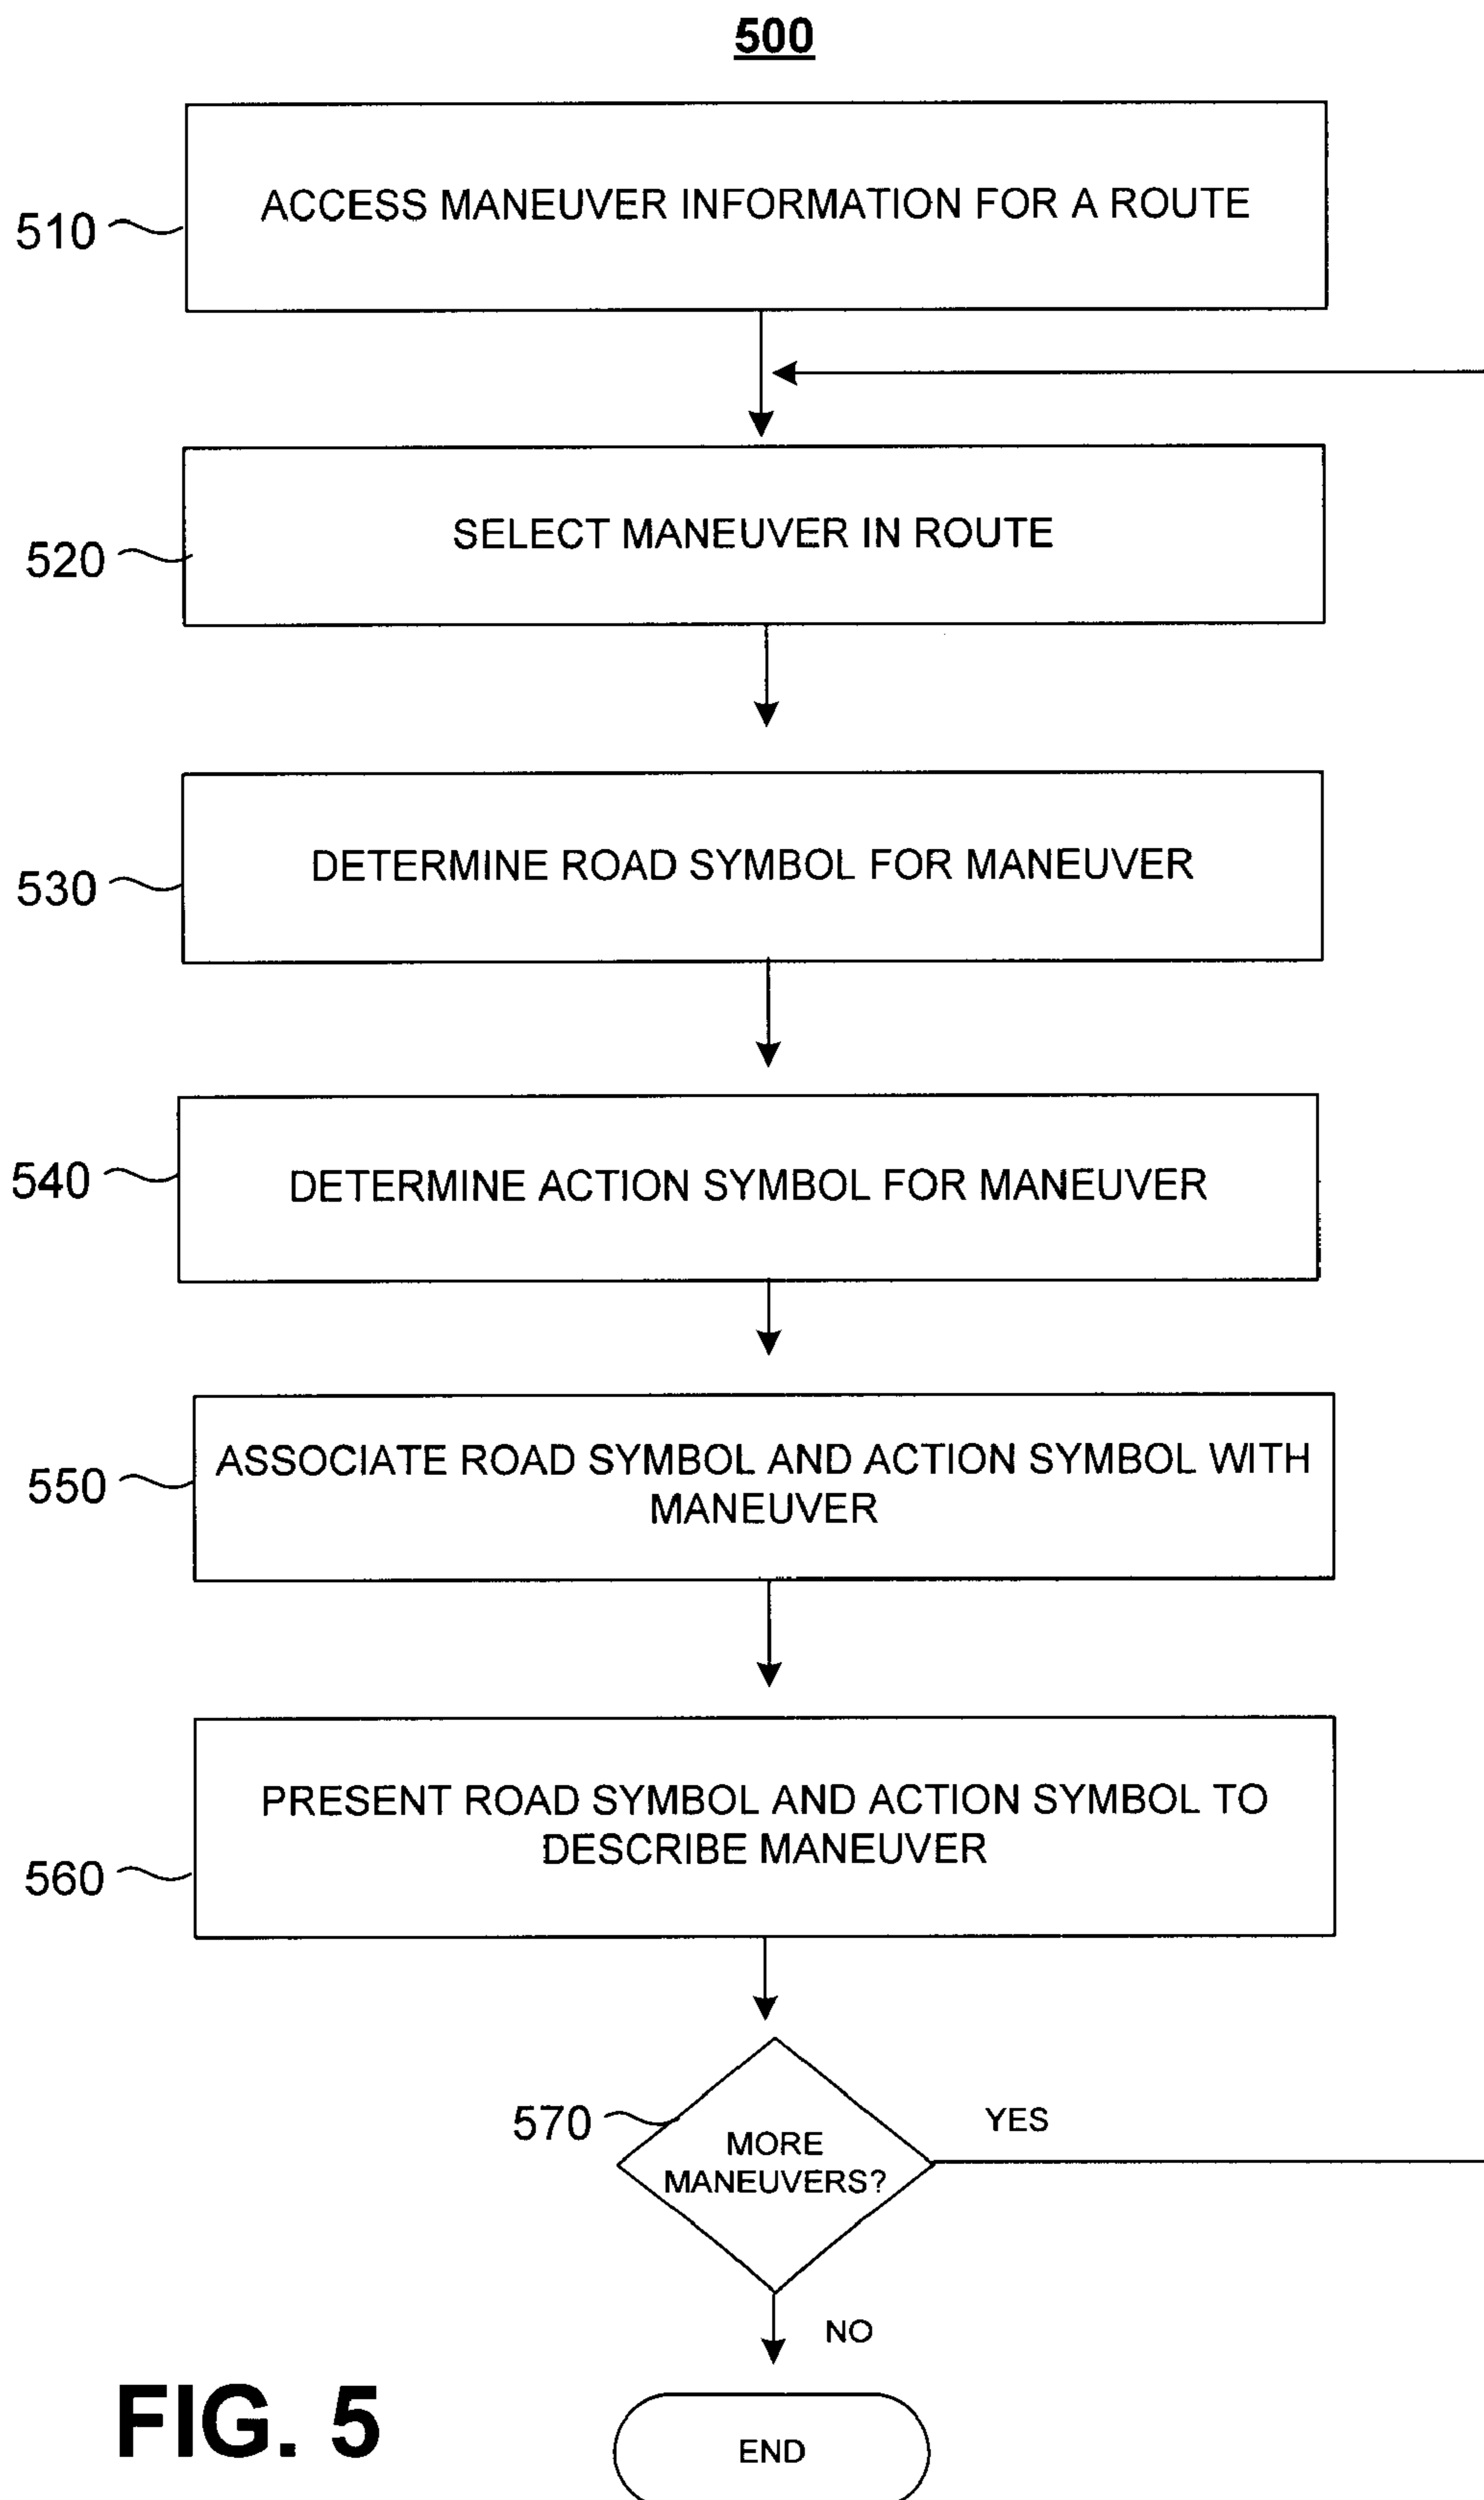 500
510
ACCESS MANEUVER INFORMATION FOR A ROUTE
520
SELECT MANEUVER IN ROUTE
530
DETERMINE ROAD SYMBOL FOR MANEUVER
540
DETERMINE ACTION SYMBOL FOR MANEUVER
550
ASSOCIATE ROAD SYMBOL AND ACTION SYMBOL WITH
MANEUVER
560
PRESENT ROAD SYMBOL AND ACTION SYMBOL TO
DESCRIBE MANEUVER
570
MORE
MANEUVERS?
YES
NO
END
FIG. 5